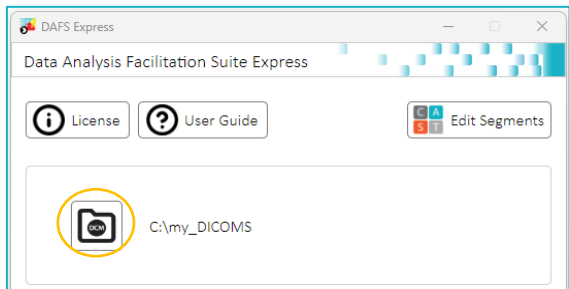 DAFS Express
Data Analysis Facilitation Suite Express
License User Guide Edit Segments
C A
S T
DCM C:\my_DICOMS